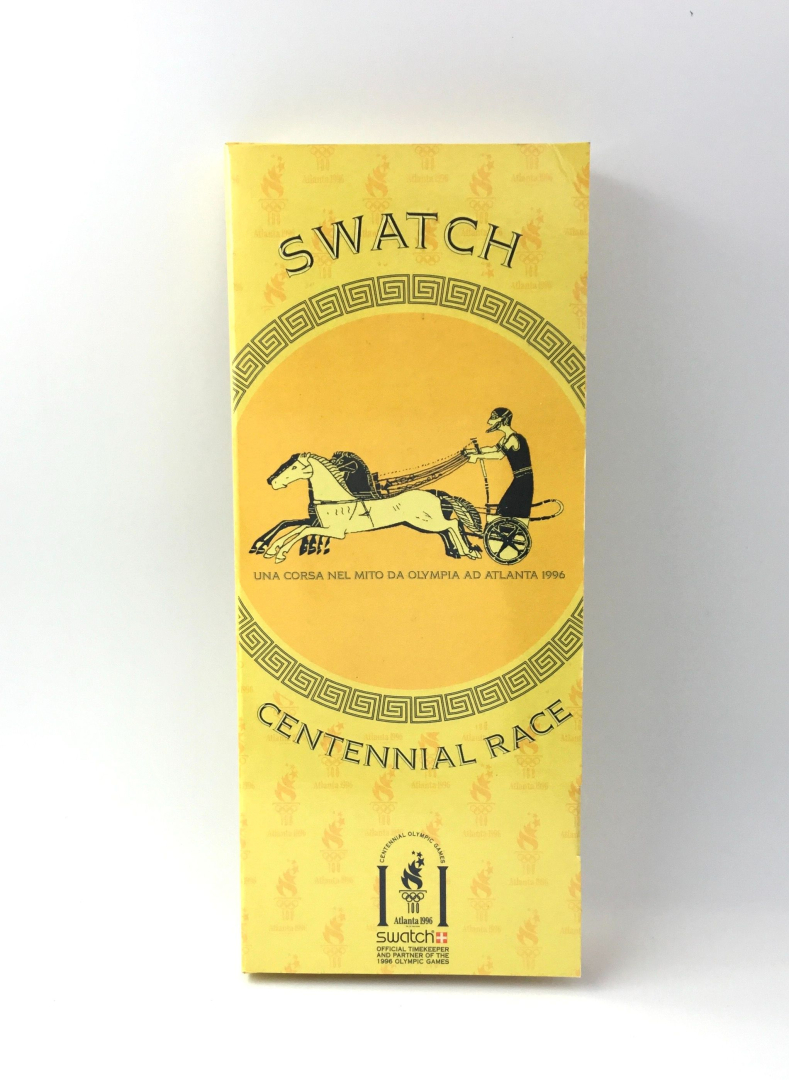 SWATCH
UNA CORSA NEL MITO DA OLYMPIA AD ATLANTA 1996
CENTENNIAL RACE
CENTENNIAL OLYMPIC GAMES
100
Atlanta 1996
swatch
OFFICIAL TIMEKEEPER
AND PARTNER OF THE
1996 OLYMPIC GAMES